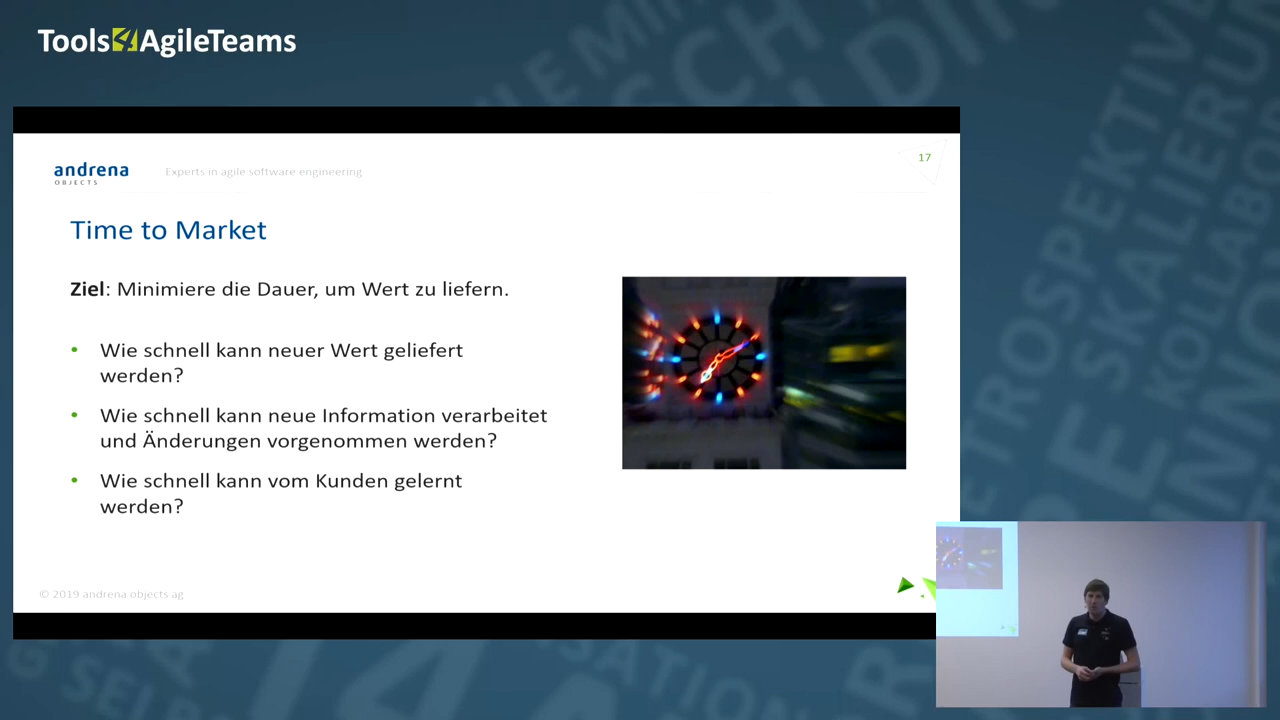 Tools4AgileTeams
andrena
OBJECTS
Experts in agile software engineering
17
Time to Market
Ziel: Minimiere die Dauer, um Wert zu liefern.
• Wie schnell kann neuer Wert geliefert
werden?
• Wie schnell kann neue Information verarbeitet
und Änderungen vorgenommen werden?
• Wie schnell kann vom Kunden gelernt
werden?
© 2019 andrena objects ag